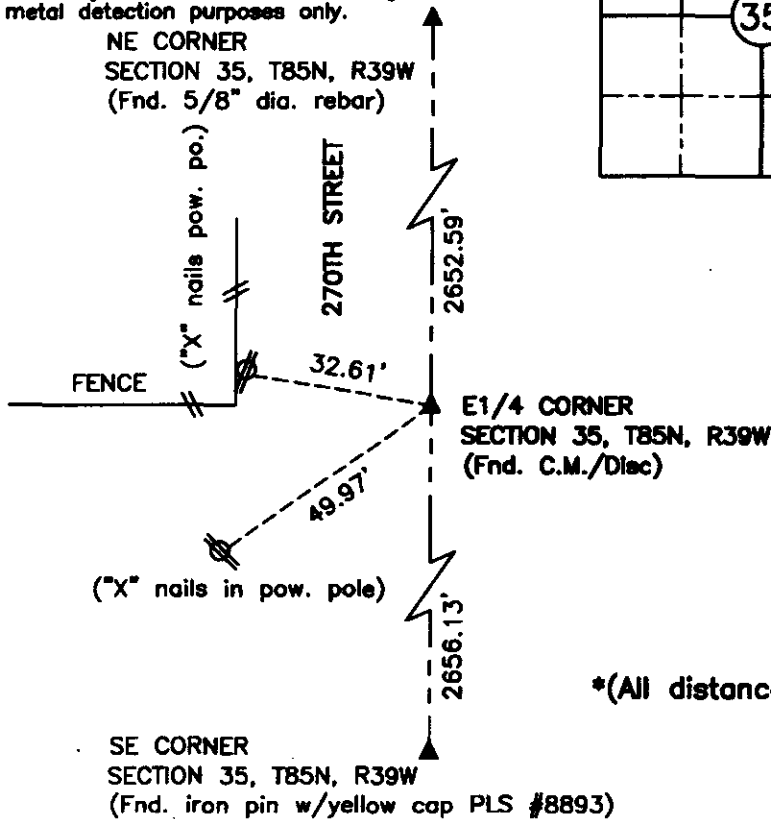 metal detection purposes only.
35
NE CORNER
SECTION 35, T85N, R39W
(Fnd. 5/8" dia. rebar)
("X" nails pow. po.)
270TH STREET
2652.59'
32.61'
FENCE
E1/4 CORNER
SECTION 35, T85N, R39W
(Fnd. C.M./Disc)
49.97'
("X" nails in pow. pole)
2656.13'
*(All distanc
SE CORNER
SECTION 35, T85N, R39W
(Fnd. iron pin w/yellow cap PLS #8893)